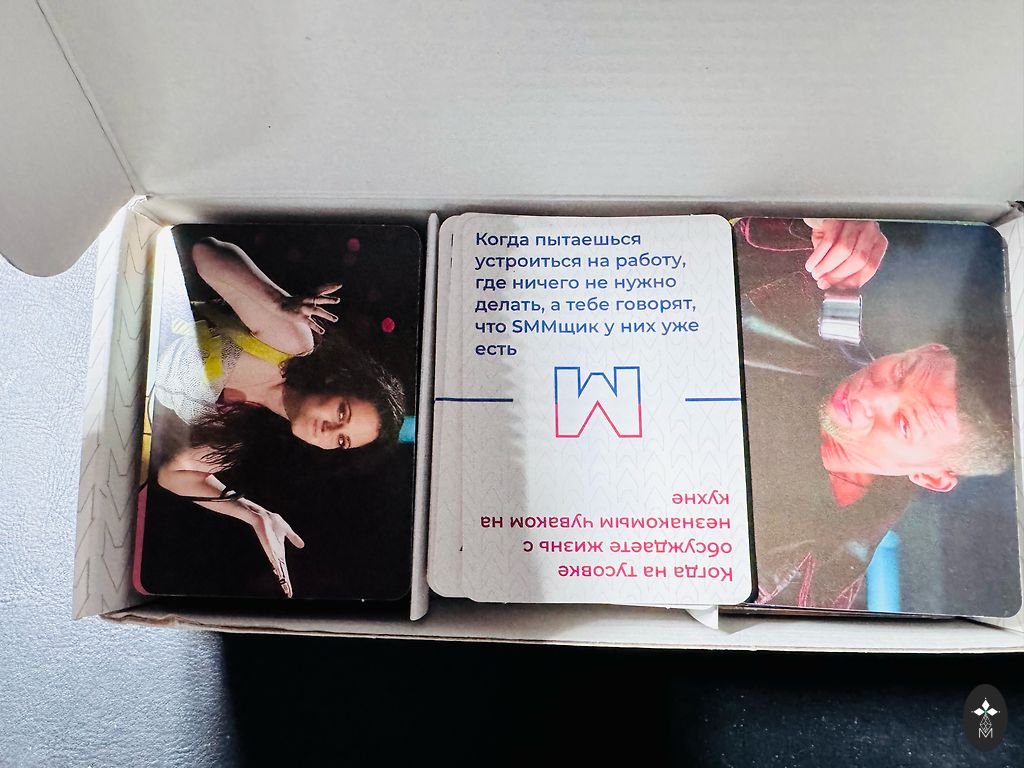 Когда пытаешься
устроиться на работу,
где ничего не нужно
делать, а тебе говорят,
что SMMщик у них уже
есть
M
Когда на тусовке
обсуждаете жизнь с
незнакомым чуваком на
кухне
M